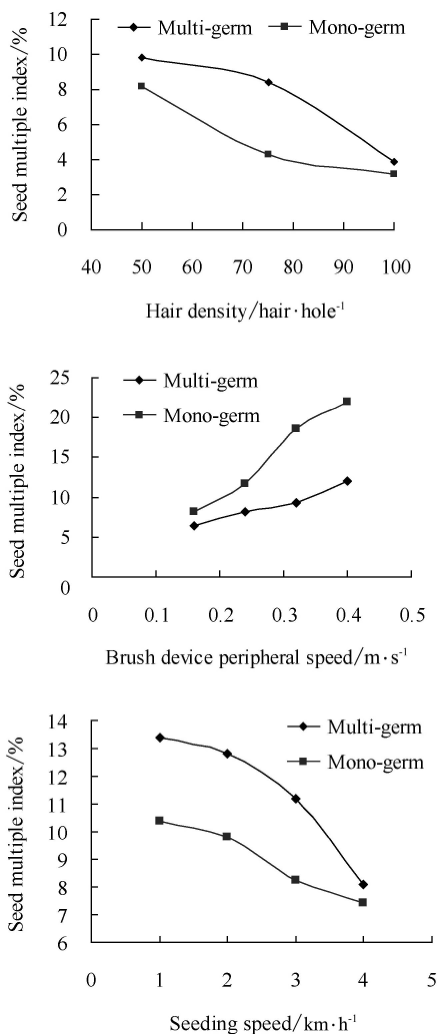 Seed multiple index/%
12
10
8
6
4
2
0
Multi-germ Mono-germ
40 50 60 70 80 90 100
Hair density/hair·hole⁻¹
Seed multiple index/%
25
20
15
10
5
0
Multi-germ
Mono-germ
0 0.1 0.2 0.3 0.4 0.5
Brush device peripheral speed/m·s⁻¹
Seed multiple index/%
14
13
12
11
10
9
8
7
6
Multi-germ
Mono-germ
0 1 2 3 4 5
Seeding speed/km·h⁻¹